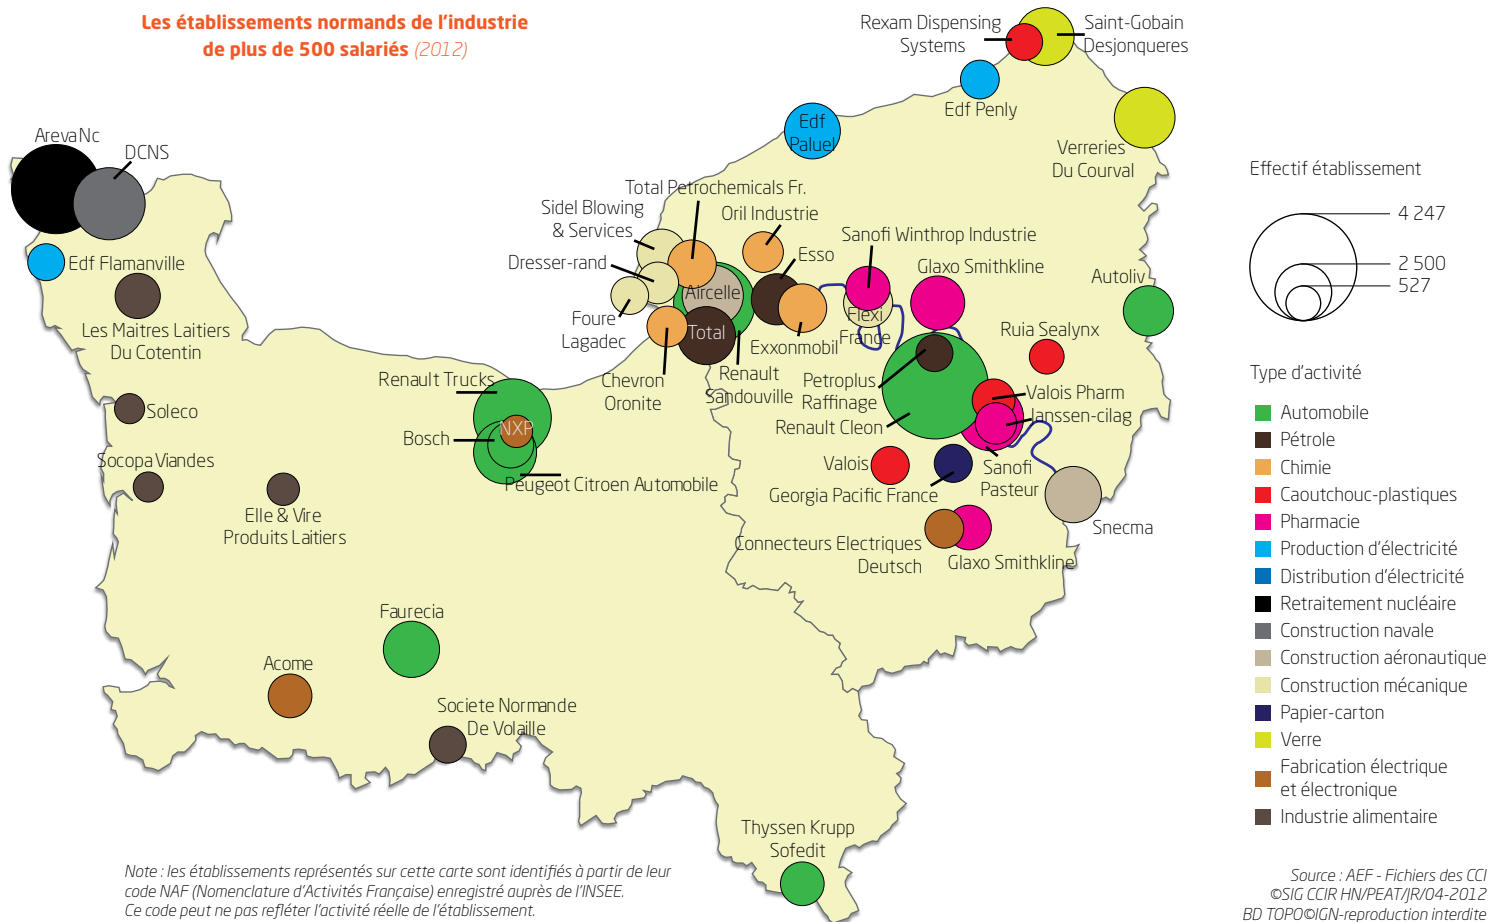 Les établissements normands de l'industrie
de plus de 500 salariés (2012)
Rexam Dispensing
Systems
Saint-Gobain
Desjonqueres
Edf Penly
Edf
Paluel
Verreries
Du Courval
ArevaNc
DCNS
Edf Flamanville
Les Maitres Laitiers
Du Cotentin
Soleco
Socopa Viandes
Elle & Vire
Produits Laitiers
Total Petrochemicals Fr.
Sidel Blowing
& Services
Oril Industrie
Dresser-rand
Esso
Sanofi Winthrop Industrie
Glaxo Smithkline
Autoliv
Aircelle
Foure
Lagadec
Total
Flexi
France
Exxonmobil
Ruia Sealynx
Chevron
Oronite
Renault
Sandouville
Petroplus
Raffinage
Renault Cleon
Valois Pharm
Janssen-cilag
Renault Trucks
NXP
Bosch
Peugeot Citroen Automobile
Valois
Sanofi
Pasteur
Georgia Pacific France
Snecma
Connecteurs Electriques
Deutsch
Glaxo Smithkline
Faurecia
Acome
Societe Normande
De Volaille
Thyssen Krupp
Sofedit
Effectif établissement
4 247
2 500
527
Type d'activité
Automobile
Pétrole
Chimie
Caoutchouc-plastiques
Pharmacie
Production d'électricité
Distribution d'électricité
Retraitement nucléaire
Construction navale
Construction aéronautique
Construction mécanique
Papier-carton
Verre
Fabrication électrique
et électronique
Industrie alimentaire
Note : les établissements représentés sur cette carte sont identifiés à partir de leur
code NAF (Nomenclature d'Activités Française) enregistré auprès de l'INSEE.
Ce code peut ne pas refléter l'activité réelle de l'établissement.
Source : AEF - Fichiers des CCI
©SIG CCIR HN/PEAT/JR/04-2012
BD TOPO©IGN-reproduction interdite